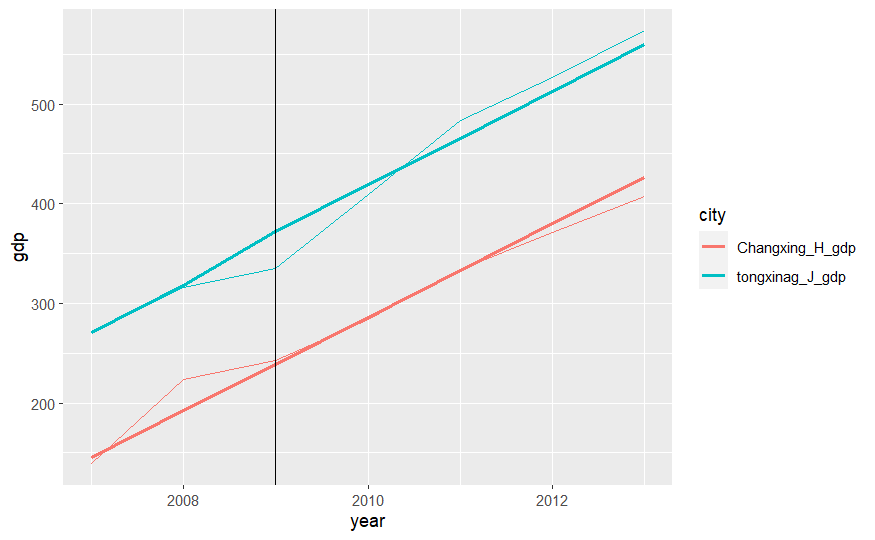 500
400
300
200
gdp
2008
2010
2012
year
city
Changxing_H_gdp
tongxinag_J_gdp